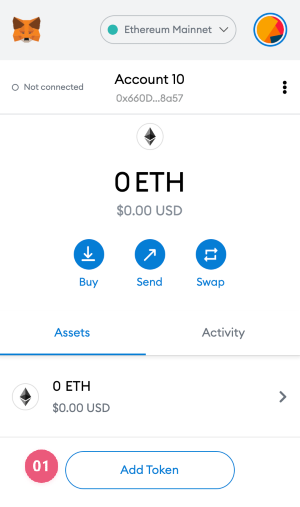 Ethereum Mainnet
Not connected
Account 10
0x660D...8a57
0 ETH
$0.00 USD
Buy
Send
Swap
Assets
Activity
0 ETH
$0.00 USD
01
Add Token